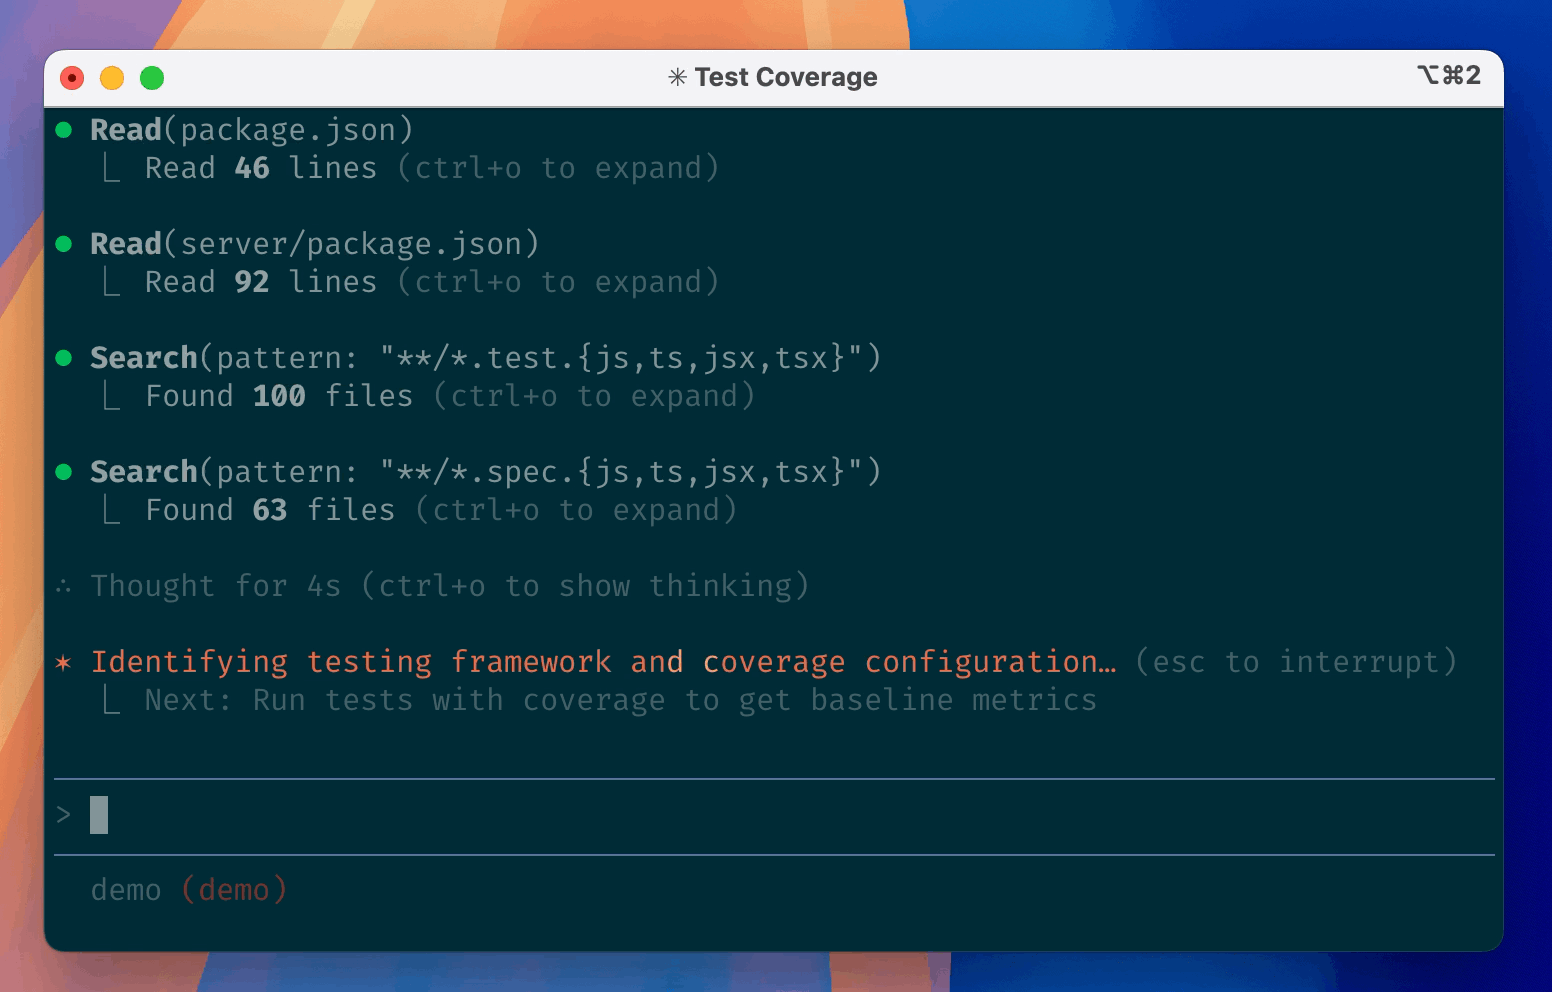 ✳ Test Coverage
⌥⌘2
● Read(package.json)
⎿ Read 46 lines (ctrl+o to expand)
● Read(server/package.json)
⎿ Read 92 lines (ctrl+o to expand)
● Search(pattern: "**/*.test.{js,ts,jsx,tsx}")
⎿ Found 100 files (ctrl+o to expand)
● Search(pattern: "**/*.spec.{js,ts,jsx,tsx}")
⎿ Found 63 files (ctrl+o to expand)
∴ Thought for 4s (ctrl+o to show thinking)
✶ Identifying testing framework and coverage configuration… (esc to interrupt)
⎿ Next: Run tests with coverage to get baseline metrics
>
demo (demo)